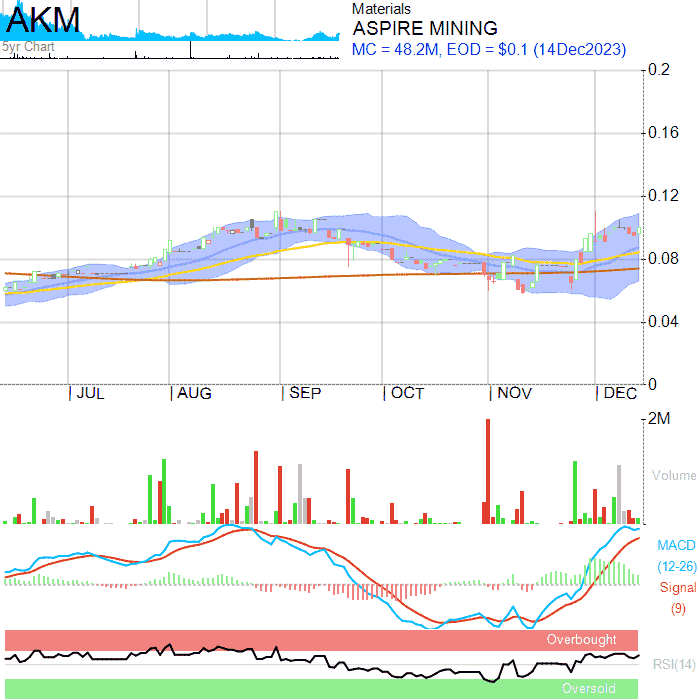 AKM
5yr Chart
Materials
ASPIRE MINING
MC = 48.2M, EOD = $0.1 (14Dec2023)
0.2
0.16
0.12
0.08
0.04
0
JUL AUG SEP OCT NOV DEC
2M
Volume
MACD
(12-26)
Signal
(9)
Overbought
RSI(14)
Oversold